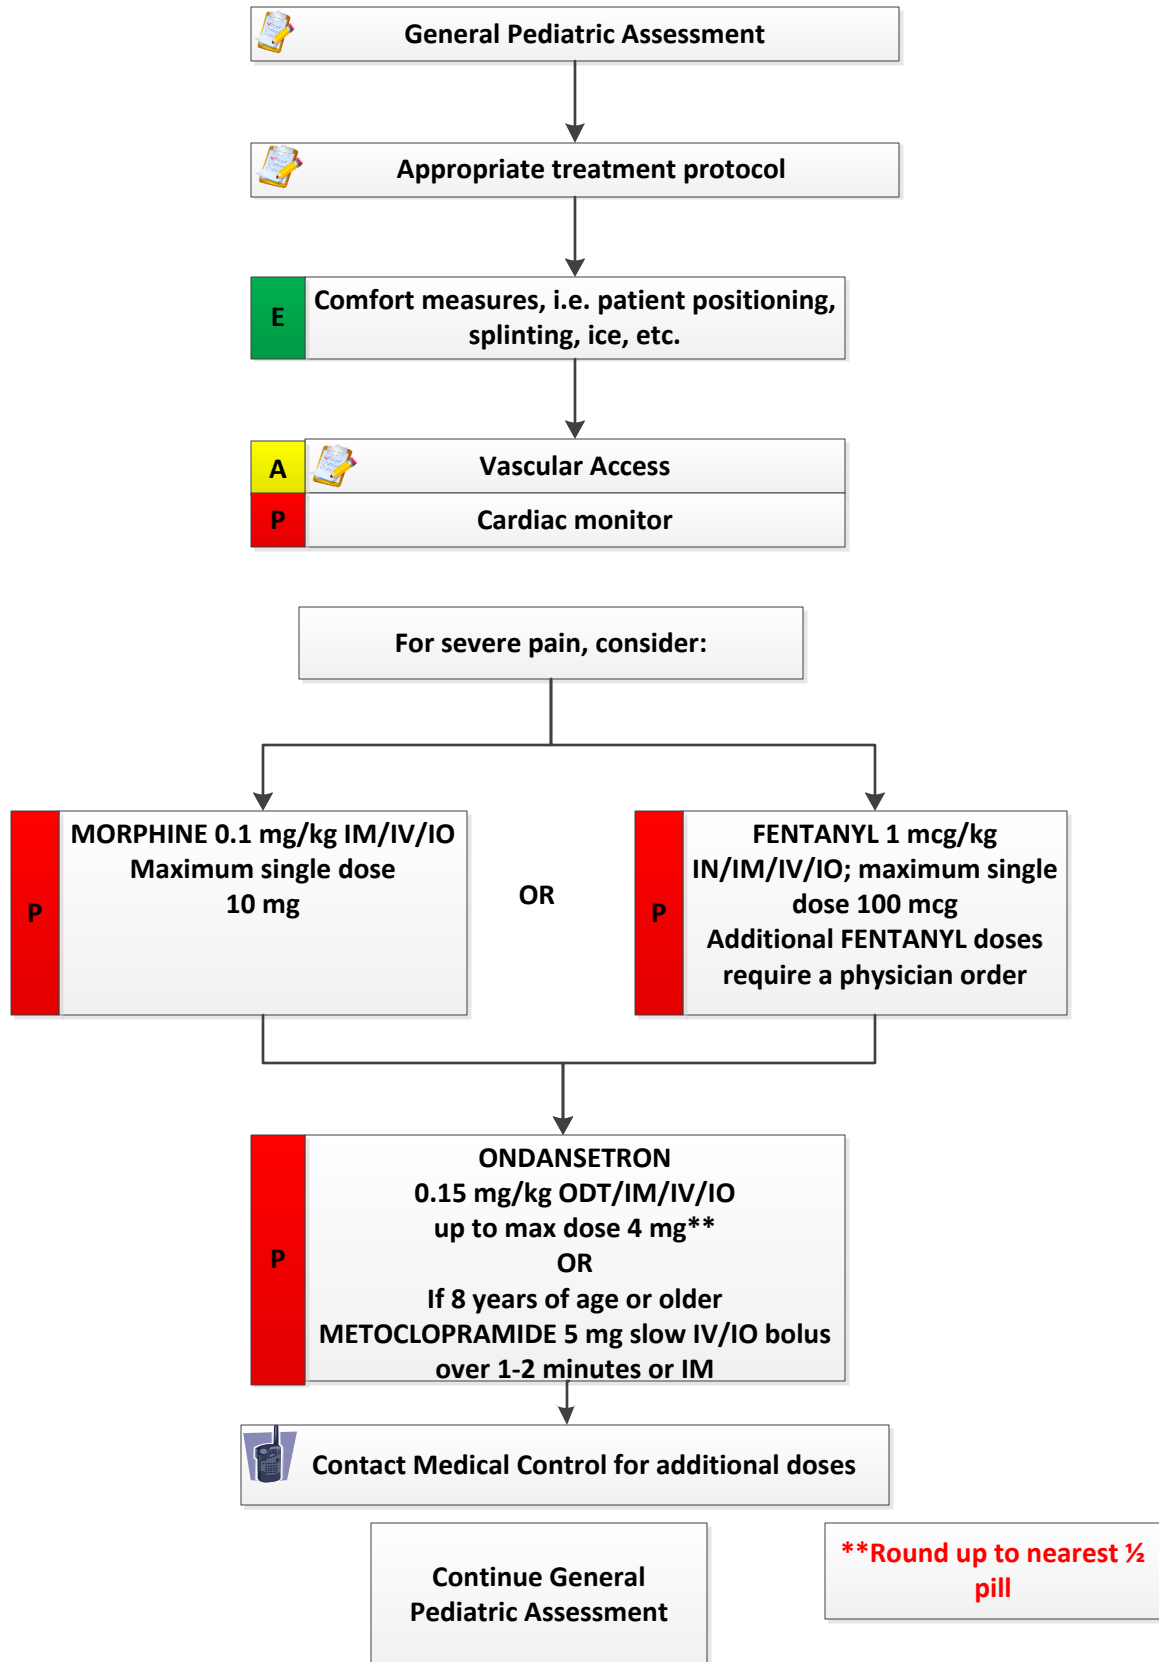 General Pediatric Assessment
Appropriate treatment protocol
E
Comfort measures, i.e. patient positioning,
splinting, ice, etc.
A
Vascular Access
P
Cardiac monitor
For severe pain, consider:
P
MORPHINE 0.1 mg/kg IM/IV/IO
Maximum single dose
10 mg
OR
P
FENTANYL 1 mcg/kg
IN/IM/IV/IO; maximum single
dose 100 mcg
Additional FENTANYL doses
require a physician order
P
ONDANSETRON
0.15 mg/kg ODT/IM/IV/IO
up to max dose 4 mg**
OR
If 8 years of age or older
METOCLOPRAMIDE 5 mg slow IV/IO bolus
over 1-2 minutes or IM
Contact Medical Control for additional doses
Continue General
Pediatric Assessment
**Round up to nearest ½
pill